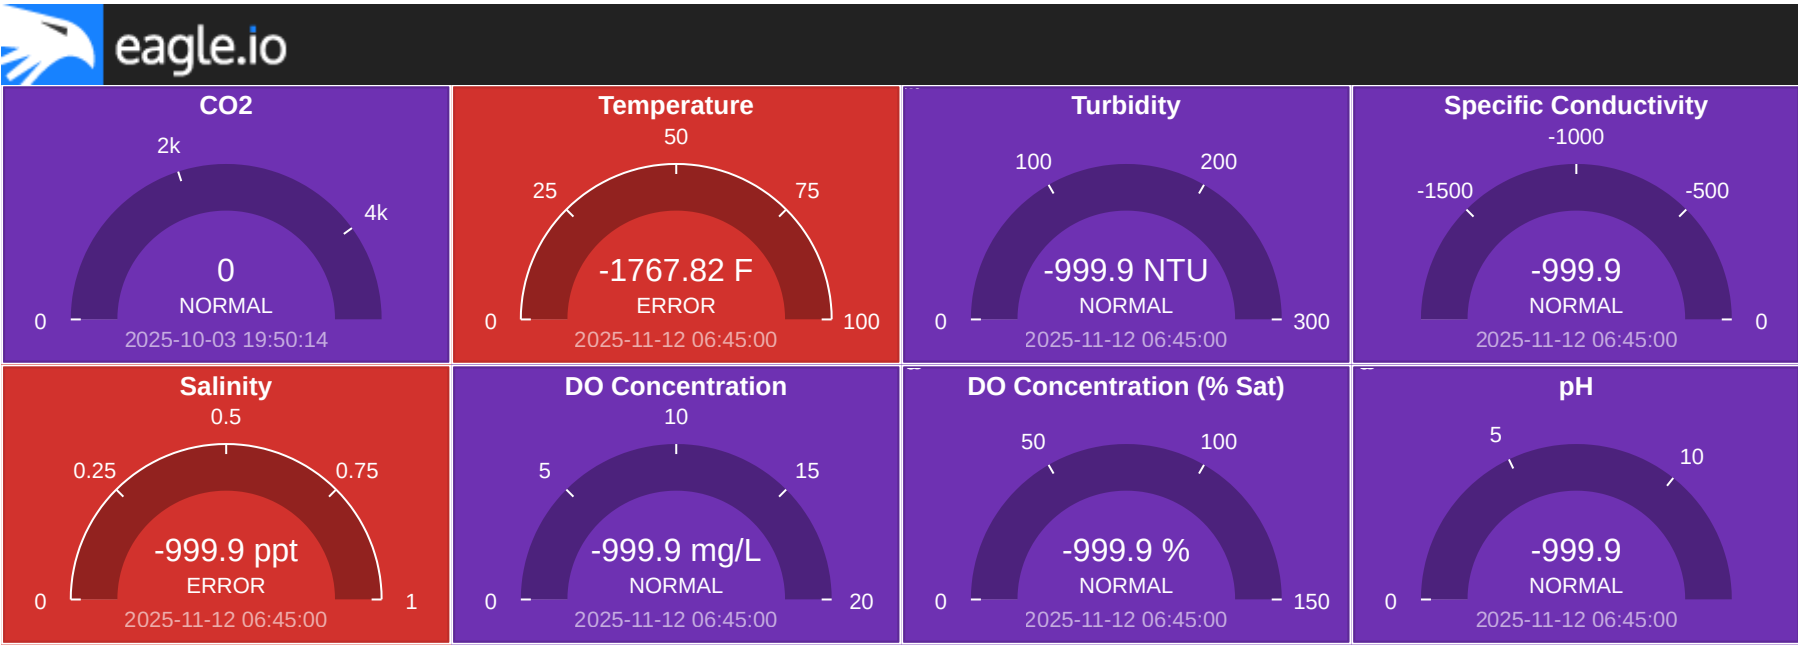 eagle.io
CO2
2k
4k
0
0
NORMAL
2025-10-03 19:50:14
Temperature
50
25
75
-1767.82 F
ERROR
0
100
2025-11-12 06:45:00
Turbidity
100
200
-999.9 NTU
NORMAL
0
300
2025-11-12 06:45:00
Specific Conductivity
-1000
-1500
-500
-999.9
NORMAL
0
2025-11-12 06:45:00
Salinity
0.5
0.25
0.75
-999.9 ppt
ERROR
0
1
2025-11-12 06:45:00
DO Concentration
10
5
15
-999.9 mg/L
NORMAL
0
20
2025-11-12 06:45:00
DO Concentration (% Sat)
50
100
-999.9 %
NORMAL
0
150
2025-11-12 06:45:00
pH
5
10
-999.9
NORMAL
0
2025-11-12 06:45:00